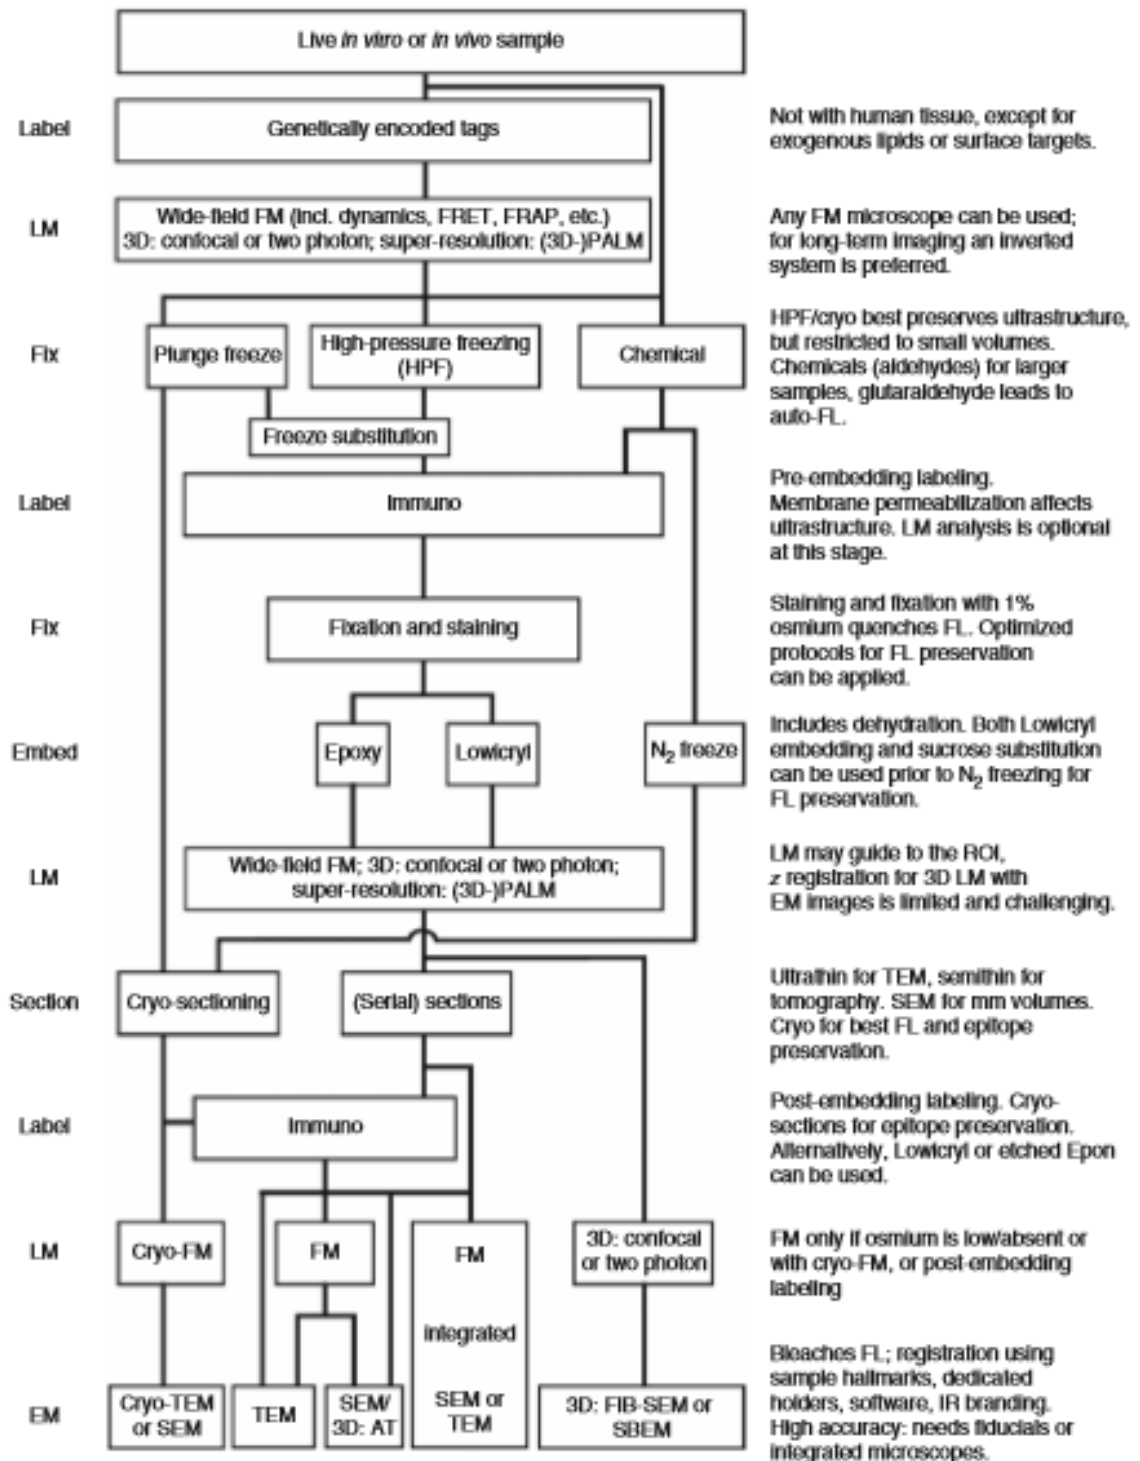 Live in vitro or in vivo sample
Label
Genetically encoded tags
Not with human tissue, except for
exogenous lipids or surface targets.
LM
Wide-field FM (incl. dynamics, FRET, FRAP, etc.)
3D: confocal or two photon; super-resolution: (3D-)PALM
Any FM microscope can be used;
for long-term imaging an inverted
system is preferred.
Fix
Plunge freeze
High-pressure freezing
(HPF)
Chemical
HPF/cryo best preserves ultrastructure,
but restricted to small volumes.
Chemicals (aldehydes) for larger
samples, glutaraldehyde leads to
auto-FL.
Freeze substitution
Label
Immuno
Pre-embedding labeling.
Membrane permeabilization affects
ultrastructure. LM analysis is optional
at this stage.
Fix
Fixation and staining
Staining and fixation with 1%
osmium quenches FL. Optimized
protocols for FL preservation
can be applied.
Embed
Epoxy
Lowicryl
N2 freeze
Includes dehydration. Both Lowicryl
embedding and sucrose substitution
can be used prior to N2 freezing for
FL preservation.
LM
Wide-field FM; 3D: confocal or two photon;
super-resolution: (3D-)PALM
LM may guide to the ROI,
z registration for 3D LM with
EM images is limited and challenging.
Section
Cryo-sectioning
(Serial) sections
Ultrathin for TEM, semithin for
tomography. SEM for mm volumes.
Cryo for best FL and epitope
preservation.
Label
Immuno
Post-embedding labeling. Cryo-
sections for epitope preservation.
Alternatively, Lowicryl or etched Epon
can be used.
LM
Cryo-FM
FM
FM
integrated
SEM or
TEM
3D: confocal
or two photon
FM only if osmium is low/absent or
with cryo-FM, or post-embedding
labeling
EM
Cryo-TEM
or SEM
TEM
SEM/
3D: AT
3D: FIB-SEM or
SBEM
Bleaches FL; registration using
sample hallmarks, dedicated
holders, software, IR branding.
High accuracy: needs fiducials or
integrated microscopes.